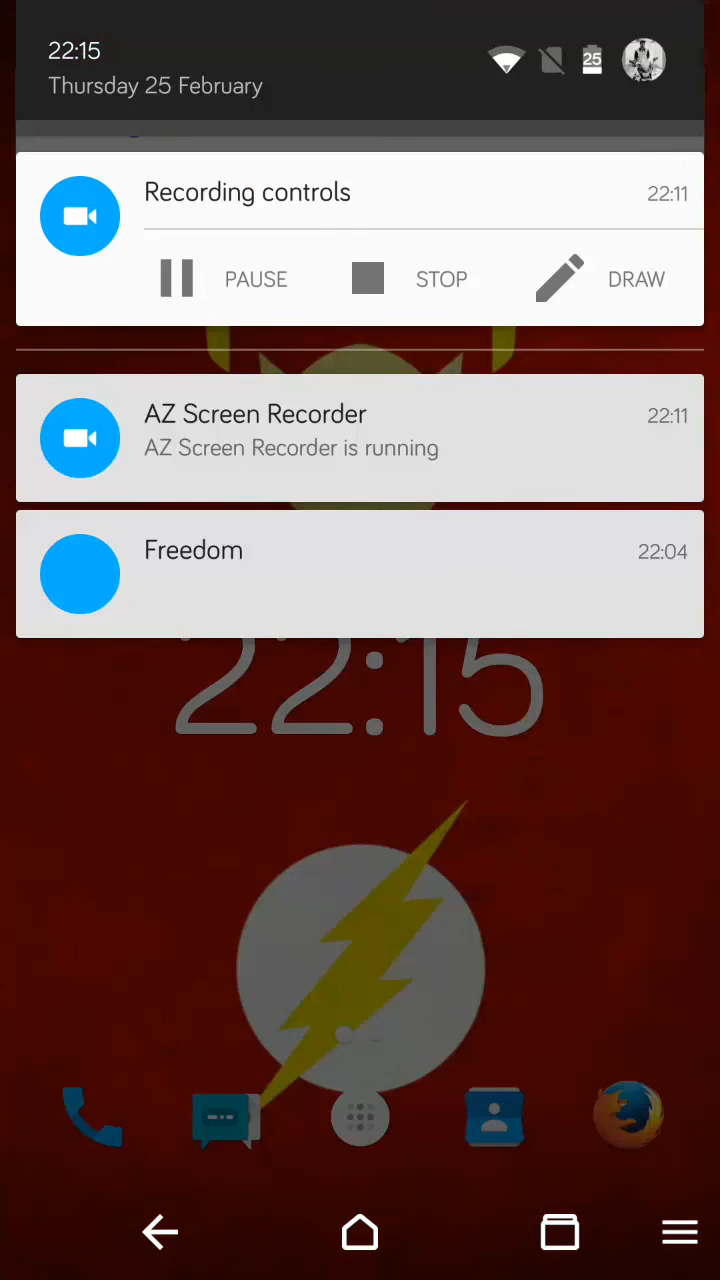 22:15
Thursday 25 February
25
Recording controls
22:11
PAUSE
STOP
DRAW
AZ Screen Recorder
22:11
AZ Screen Recorder is running
Freedom
22:04
22:15